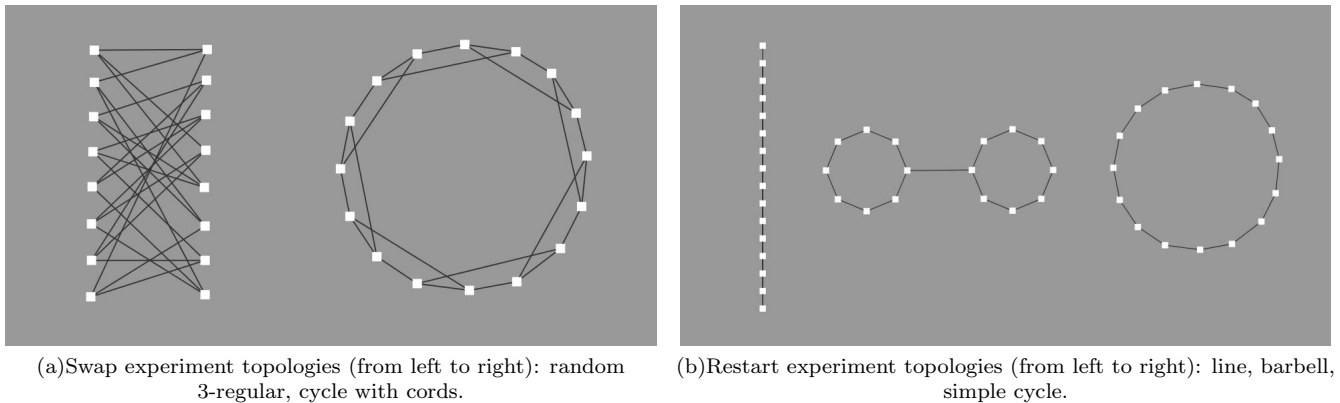 (a)Swap experiment topologies (from left to right): random
3-regular, cycle with cords.
(b)Restart experiment topologies (from left to right): line, barbell,
simple cycle.